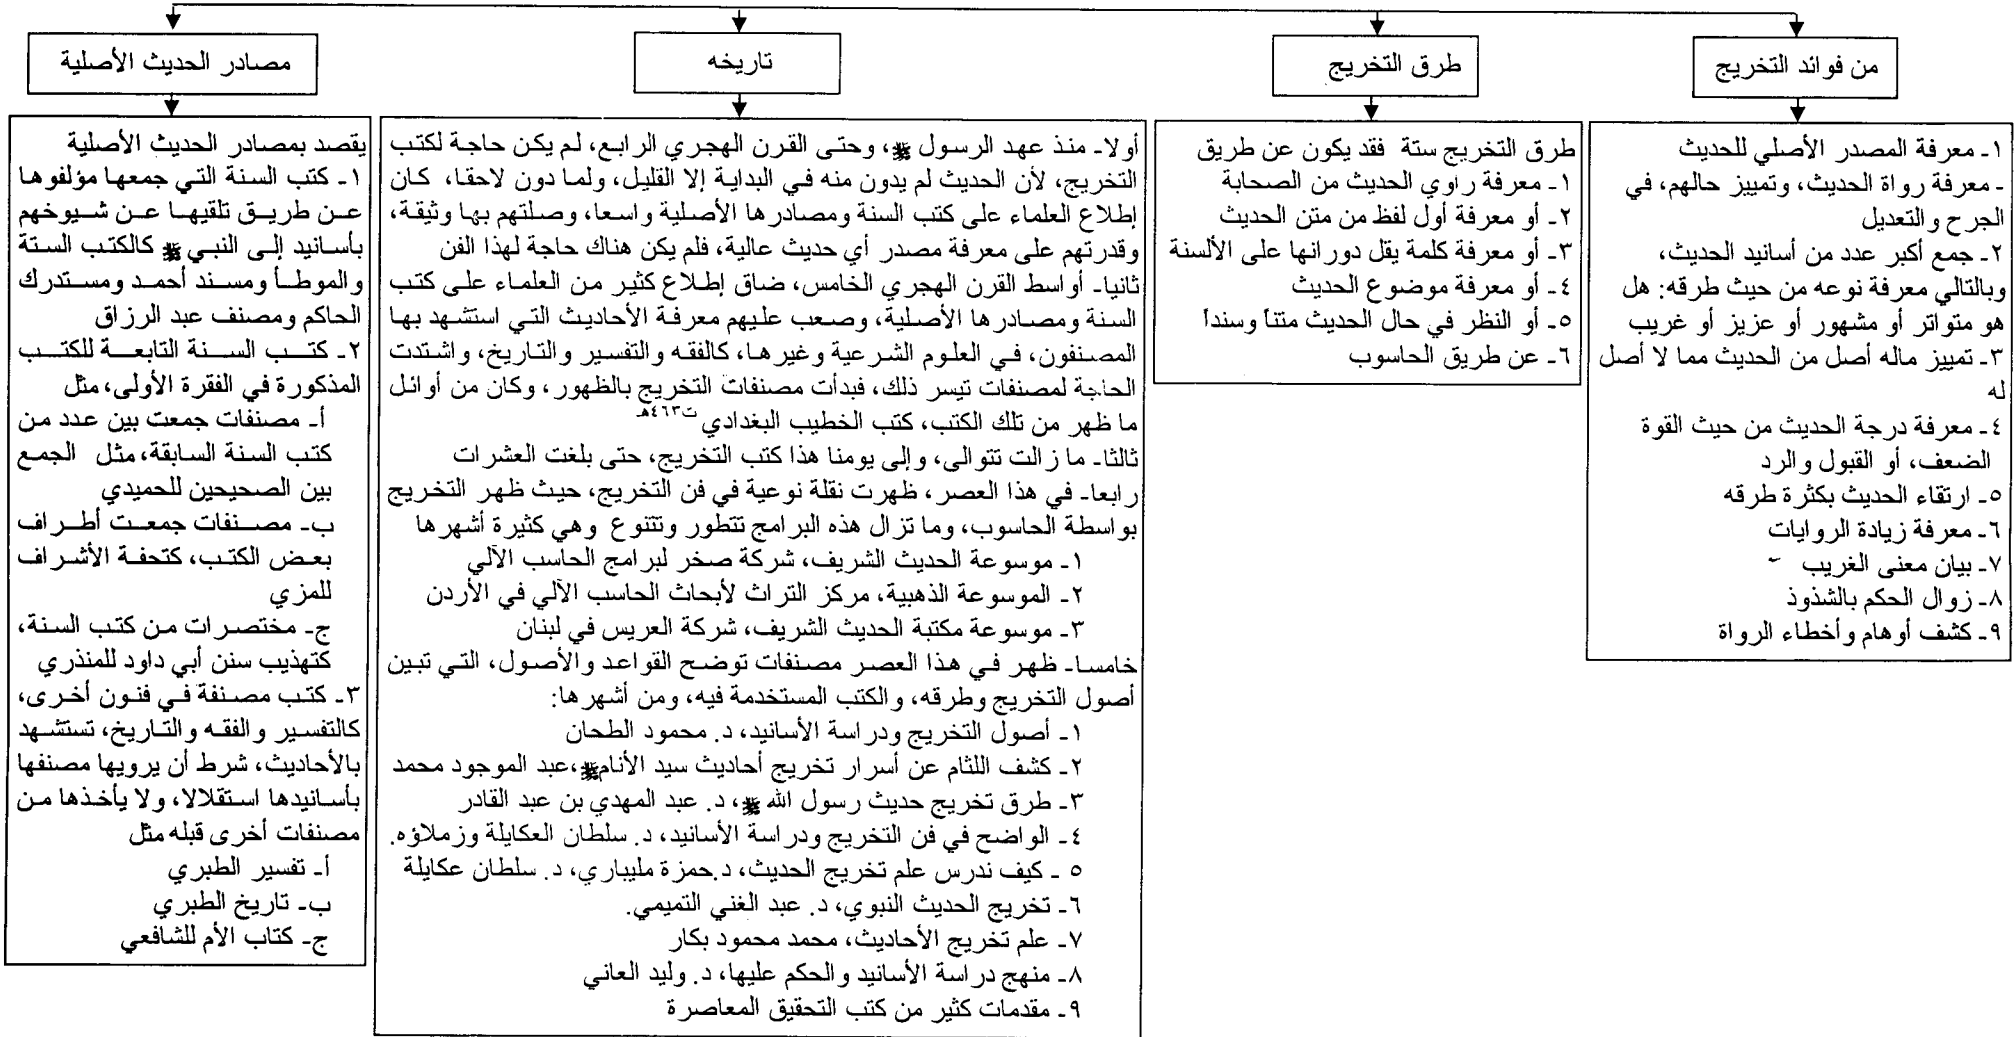 من فوائد التخريج
١- معرفة المصدر الأصلي للحديث
- معرفة رواة الحديث، وتمييز حالهم، في
الجرح والتعديل
٢- جمع أكبر عدد من أسانيد الحديث،
وبالتالي معرفة نوعه من حيث طرقه: هل
هو متواتر أو مشهور أو عزيز أو غريب
٣- تمييز ماله أصل من الحديث مما لا أصل
له
٤- معرفة درجة الحديث من حيث القوة
الضعف، أو القبول والرد
٥- ارتقاء الحديث بكثرة طرقه
٦- معرفة زيادة الروايات
٧- بيان معنى الغريب
٨- زوال الحكم بالشذوذ
٩- كشف أوهام وأخطاء الرواة
طرق التخريج
طرق التخريج ستة فقد يكون عن طريق
١- معرفة راوي الحديث من الصحابة
٢- أو معرفة أول لفظ من متن الحديث
٣- أو معرفة كلمة يقل دورانها على الألسنة
٤- أو معرفة موضوع الحديث
٥- أو النظر في حال الحديث متناً وسنداً
٦- عن طريق الحاسوب
تاريخه
أولا- منذ عهد الرسول ﷺ، وحتى القرن الهجري الرابع، لم يكن حاجة لكتب
التخريج، لأن الحديث لم يدون منه في البداية إلا القليل، ولما دون لاحقا، كان
إطلاع العلماء على كتب السنة ومصادرها الأصلية واسعا، وصلتهم بها وثيقة،
وقدرتهم على معرفة مصدر أي حديث عالية، فلم يكن هناك حاجة لهذا الفن
ثانيا- أواسط القرن الهجري الخامس، ضاق إطلاع كثير من العلماء على كتب
السنة ومصادرها الأصلية، وصعب عليهم معرفة الأحاديث التي استشهد بها
المصنفون، في العلوم الشرعية وغيرها، كالفقه والتفسير والتاريخ، واشتدت
الحاجة لمصنفات تيسر ذلك، فبدأت مصنفات التخريج بالظهور، وكان من أوائل
ما ظهر من تلك الكتب، كتب الخطيب البغدادي ت٤٦٣هـ
ثالثا- ما زالت تتوالى، وإلى يومنا هذا كتب التخريج، حتى بلغت العشرات
رابعا- في هذا العصر، ظهرت نقلة نوعية في فن التخريج، حيث ظهر التخريج
بواسطة الحاسوب، وما تزال هذه البرامج تتطور وتتنوع وهي كثيرة أشهرها
١- موسوعة الحديث الشريف، شركة صخر لبرامج الحاسب الآلي
٢- الموسوعة الذهبية، مركز التراث لأبحاث الحاسب الآلي في الأردن
٣- موسوعة مكتبة الحديث الشريف، شركة العريس في لبنان
خامسا- ظهر في هذا العصر مصنفات توضح القواعد والأصول، التي تبين
أصول التخريج وطرقه، والكتب المستخدمة فيه، ومن أشهرها:
١- أصول التخريج ودراسة الأسانيد، د. محمود الطحان
٢- كشف اللثام عن أسرار تخريج أحاديث سيد الأنام ﷺ، عبد الموجود محمد
٣- طرق تخريج حديث رسول الله ﷺ، د. عبد المهدي بن عبد القادر
٤- الواضح في فن التخريج ودراسة الأسانيد، د. سلطان العكايلة وزملاؤه.
٥ - كيف ندرس علم تخريج الحديث، د.حمزة مليباري، د. سلطان عكايلة
٦- تخريج الحديث النبوي، د. عبد الغني التميمي.
٧- علم تخريج الأحاديث، محمد محمود بكار
٨- منهج دراسة الأسانيد والحكم عليها، د. وليد العاني
٩- مقدمات كثير من كتب التحقيق المعاصرة
مصادر الحديث الأصلية
يقصد بمصادر الحديث الأصلية
١- كتب السنة التي جمعها مؤلفوها
عن طريق تلقيها عن شيوخهم
بأسانيد إلى النبي ﷺ كالكتب الستة
والموطأ ومسند أحمد ومستدرك
الحاكم ومصنف عبد الرزاق
٢- كتب السنة التابعة للكتب
المذكورة في الفقرة الأولى، مثل
أ- مصنفات جمعت بين عدد من
كتب السنة السابقة، مثل الجمع
بين الصحيحين للحميدي
ب- مصنفات جمعت أطراف
بعض الكتب، كتحفة الأشراف
للمزي
ج- مختصرات من كتب السنة،
كتهذيب سنن أبي داود للمنذري
٣- كتب مصنفة في فنون أخرى،
كالتفسير والفقه والتاريخ، تستشهد
بالأحاديث، شرط أن يرويها مصنفها
بأسانيدها استقلالا، ولا يأخذها من
مصنفات أخرى قبله مثل
أ- تفسير الطبري
ب- تاريخ الطبري
ج- كتاب الأم للشافعي